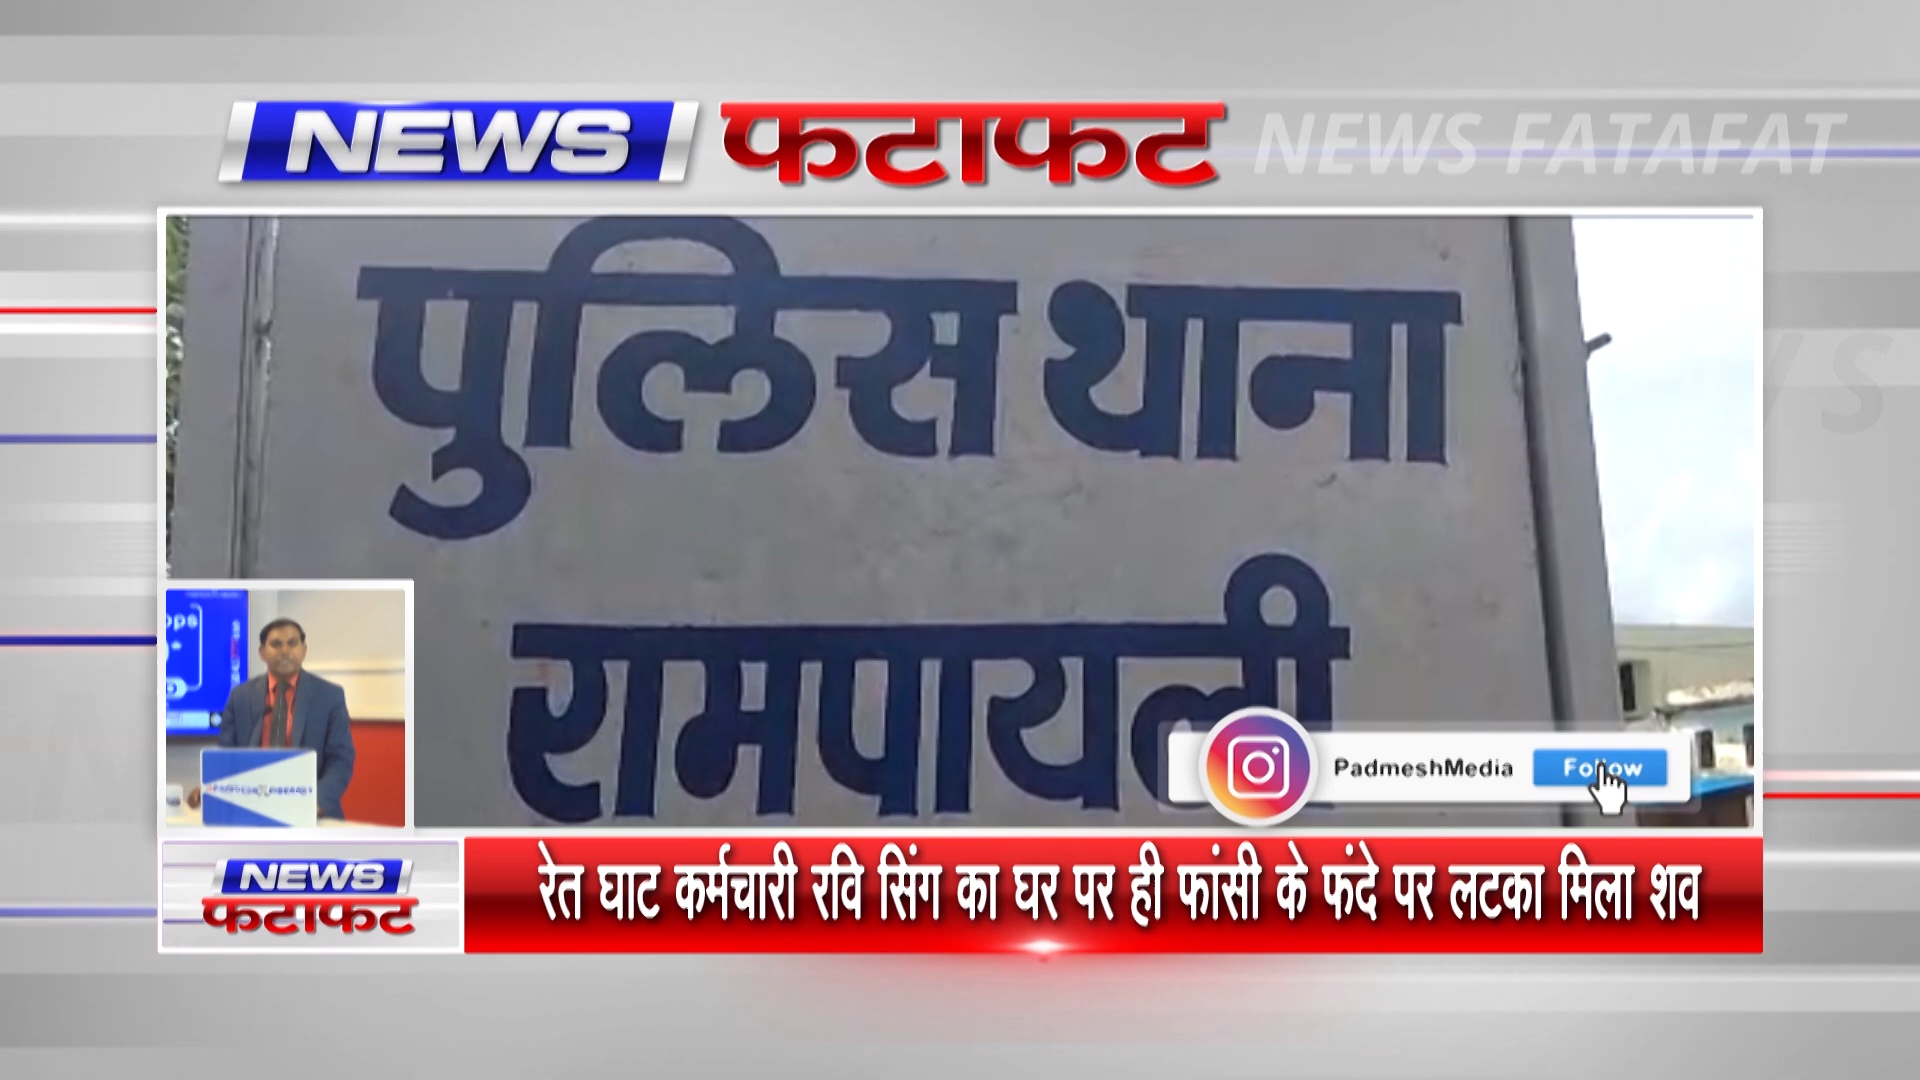 NEWS फटाफट
NEWS FATAFAT
पुलिस थाना
रामपायली
PadmeshMedia
Follow
NEWS
फटाफट
रेत घाट कर्मचारी रवि सिंग का घर पर ही फांसी के फंदे पर लटका मिला शव